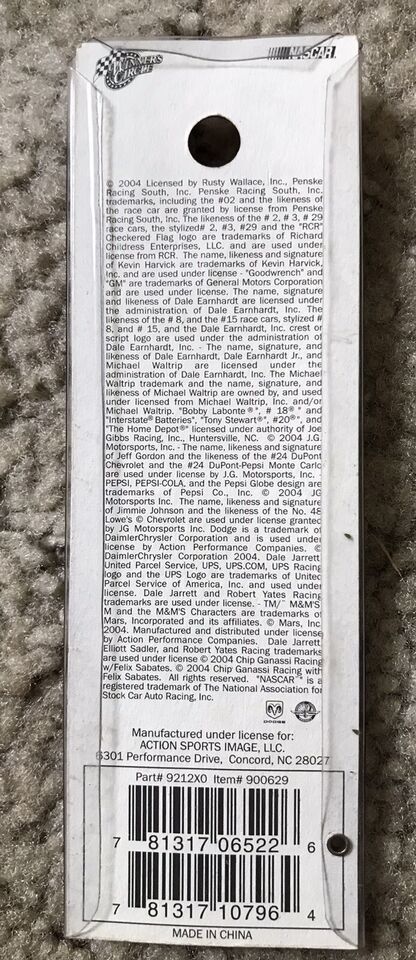 WINNERS
CIRCLE
NASCAR
© 2004 Licensed by Rusty Wallace, Inc., Penske
Racing South, Inc. Penske Racing South, Inc.
trademarks, including the #02 and the likeness of
the race car are granted by license from Penske
Racing South, Inc. The likeness of the # 2, # 3, # 29
race cars, the stylized# 2, #3, #29 and the "RCR"
Checkered Flag logo are trademarks of Richard
Childress Enterprises, LLC. and are used under
license from RCR. The name, likeness and signature
of Kevin Harvick are trademarks of Kevin Harvick,
Inc. and are used under license - "Goodwrench" and
"GM" are trademarks of General Motors Corporation
and are used under license. The name, signature
and likeness of Dale Earnhardt are licensed under
the administration of Dale Earnhardt, Inc. The
likeness of the # 8, and the #15 race cars, stylized #
8, and # 15, and the Dale Earnhardt, Inc. crest or
script logo are used under the administration of
Dale Earnhardt, Inc. - The name, signature, and
likeness of Dale Earnhardt, Dale Earnhardt Jr., and
Michael Waltrip are licensed under the
administration of Dale Earnhardt, Inc. The Michael
Waltrip trademark and the name, signature, and
likeness of Michael Waltrip are owned by, and used
under licensed from Michael Waltrip, Inc. and/or
Michael Waltrip. "Bobby Labonte®", # 18®" and
"Interstate® Batteries", "Tony Stewart®", #20®", and
"The Home Depot®" licensed under authority of Joe
Gibbs Racing, Inc., Huntersville, NC. © 2004 J.G.
Motorsports, Inc. - The name, likeness and signature
of Jeff Gordon and the likeness of the #24 DuPont
Chevrolet and the #24 DuPont-Pepsi Monte Carlo
are used under license by J.G. Motorsports, Inc. -
PEPSI, PEPSI-COLA, and the Pepsi Globe design are
trademarks of Pepsi Co., Inc. © 2004 JG
Motorsports Inc. The name, likeness and signature
of Jimmie Johnson and the likeness of the No. 48
Lowe's © Chevrolet are used under license granted
by JG Motorsports Inc. Dodge is a trademark of
DaimlerChrysler Corporation and is used under
license by Action Performance Companies. ©
DaimlerChrysler Corporation 2004. Dale Jarrett,
United Parcel Service, UPS, UPS.COM, UPS Racing
logo and the UPS Logo are trademarks of United
Parcel Service of America, Inc. and used under
license. Dale Jarrett and Robert Yates Racing
trademarks are used under license. - TM/ M&M'S
M and the M&M'S Characters are trademarks of
Mars, Incorporated and its affiliates. © Mars, Inc.
2004. Manufactured and distributed under license
by Action Performance Companies. Dale Jarrett,
Elliott Sadler, and Robert Yates Racing trademarks
are used under license © 2004 Chip Ganassi Racing
w/Felix Sabates. © 2004 Chip Ganassi Racing with
Felix Sabates. All rights reserved. "NASCAR" is a
registered trademark of The National Association for
Stock Car Auto Racing, Inc.
DODGE
Manufactured under license for:
ACTION SPORTS IMAGE, LLC.
6301 Performance Drive, Concord, NC 28027
Part# 9212X0 Item# 900629
7 81317 06522 6
7 81317 10796 4
MADE IN CHINA